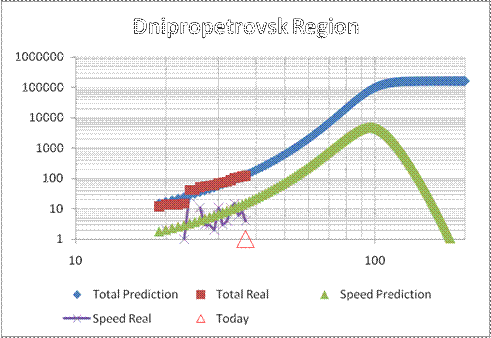 Dnipropetrovsk Region
1000000
100000
10000
1000
100
10
1
10 100
Total Prediction Total Real Speed Prediction
Speed Real Today